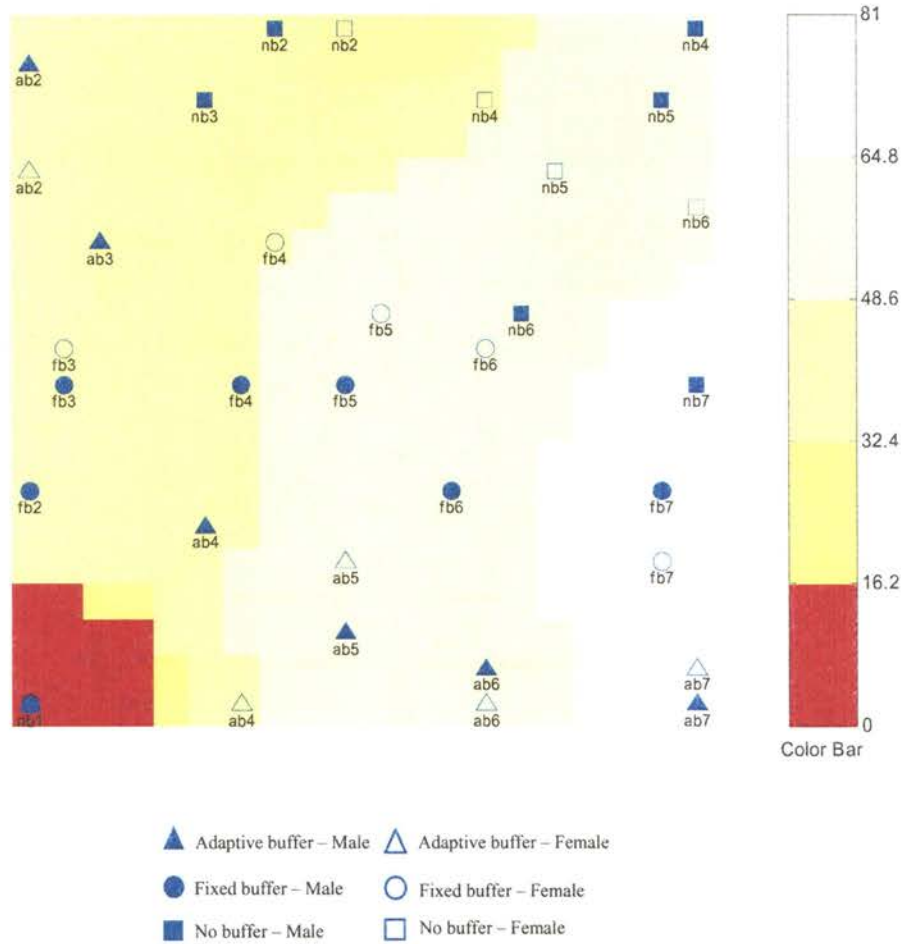 nb2 nb2 nb4 81
ab2
nb3 nb4 nb5
64.8
ab2 nb5
nb6
ab3 fb4
48.6
fb5 nb6
fb3 fb6
fb3 fb4 fb5 nb7
32.4
fb2 fb6 fb7
ab4
16.2
ab5 fb7
ab5
ab6 ab7
nb1 ab4 ab6 ab7 0
Color Bar
Adaptive buffer – Male Adaptive buffer – Female
Fixed buffer – Male Fixed buffer – Female
No buffer – Male No buffer – Female